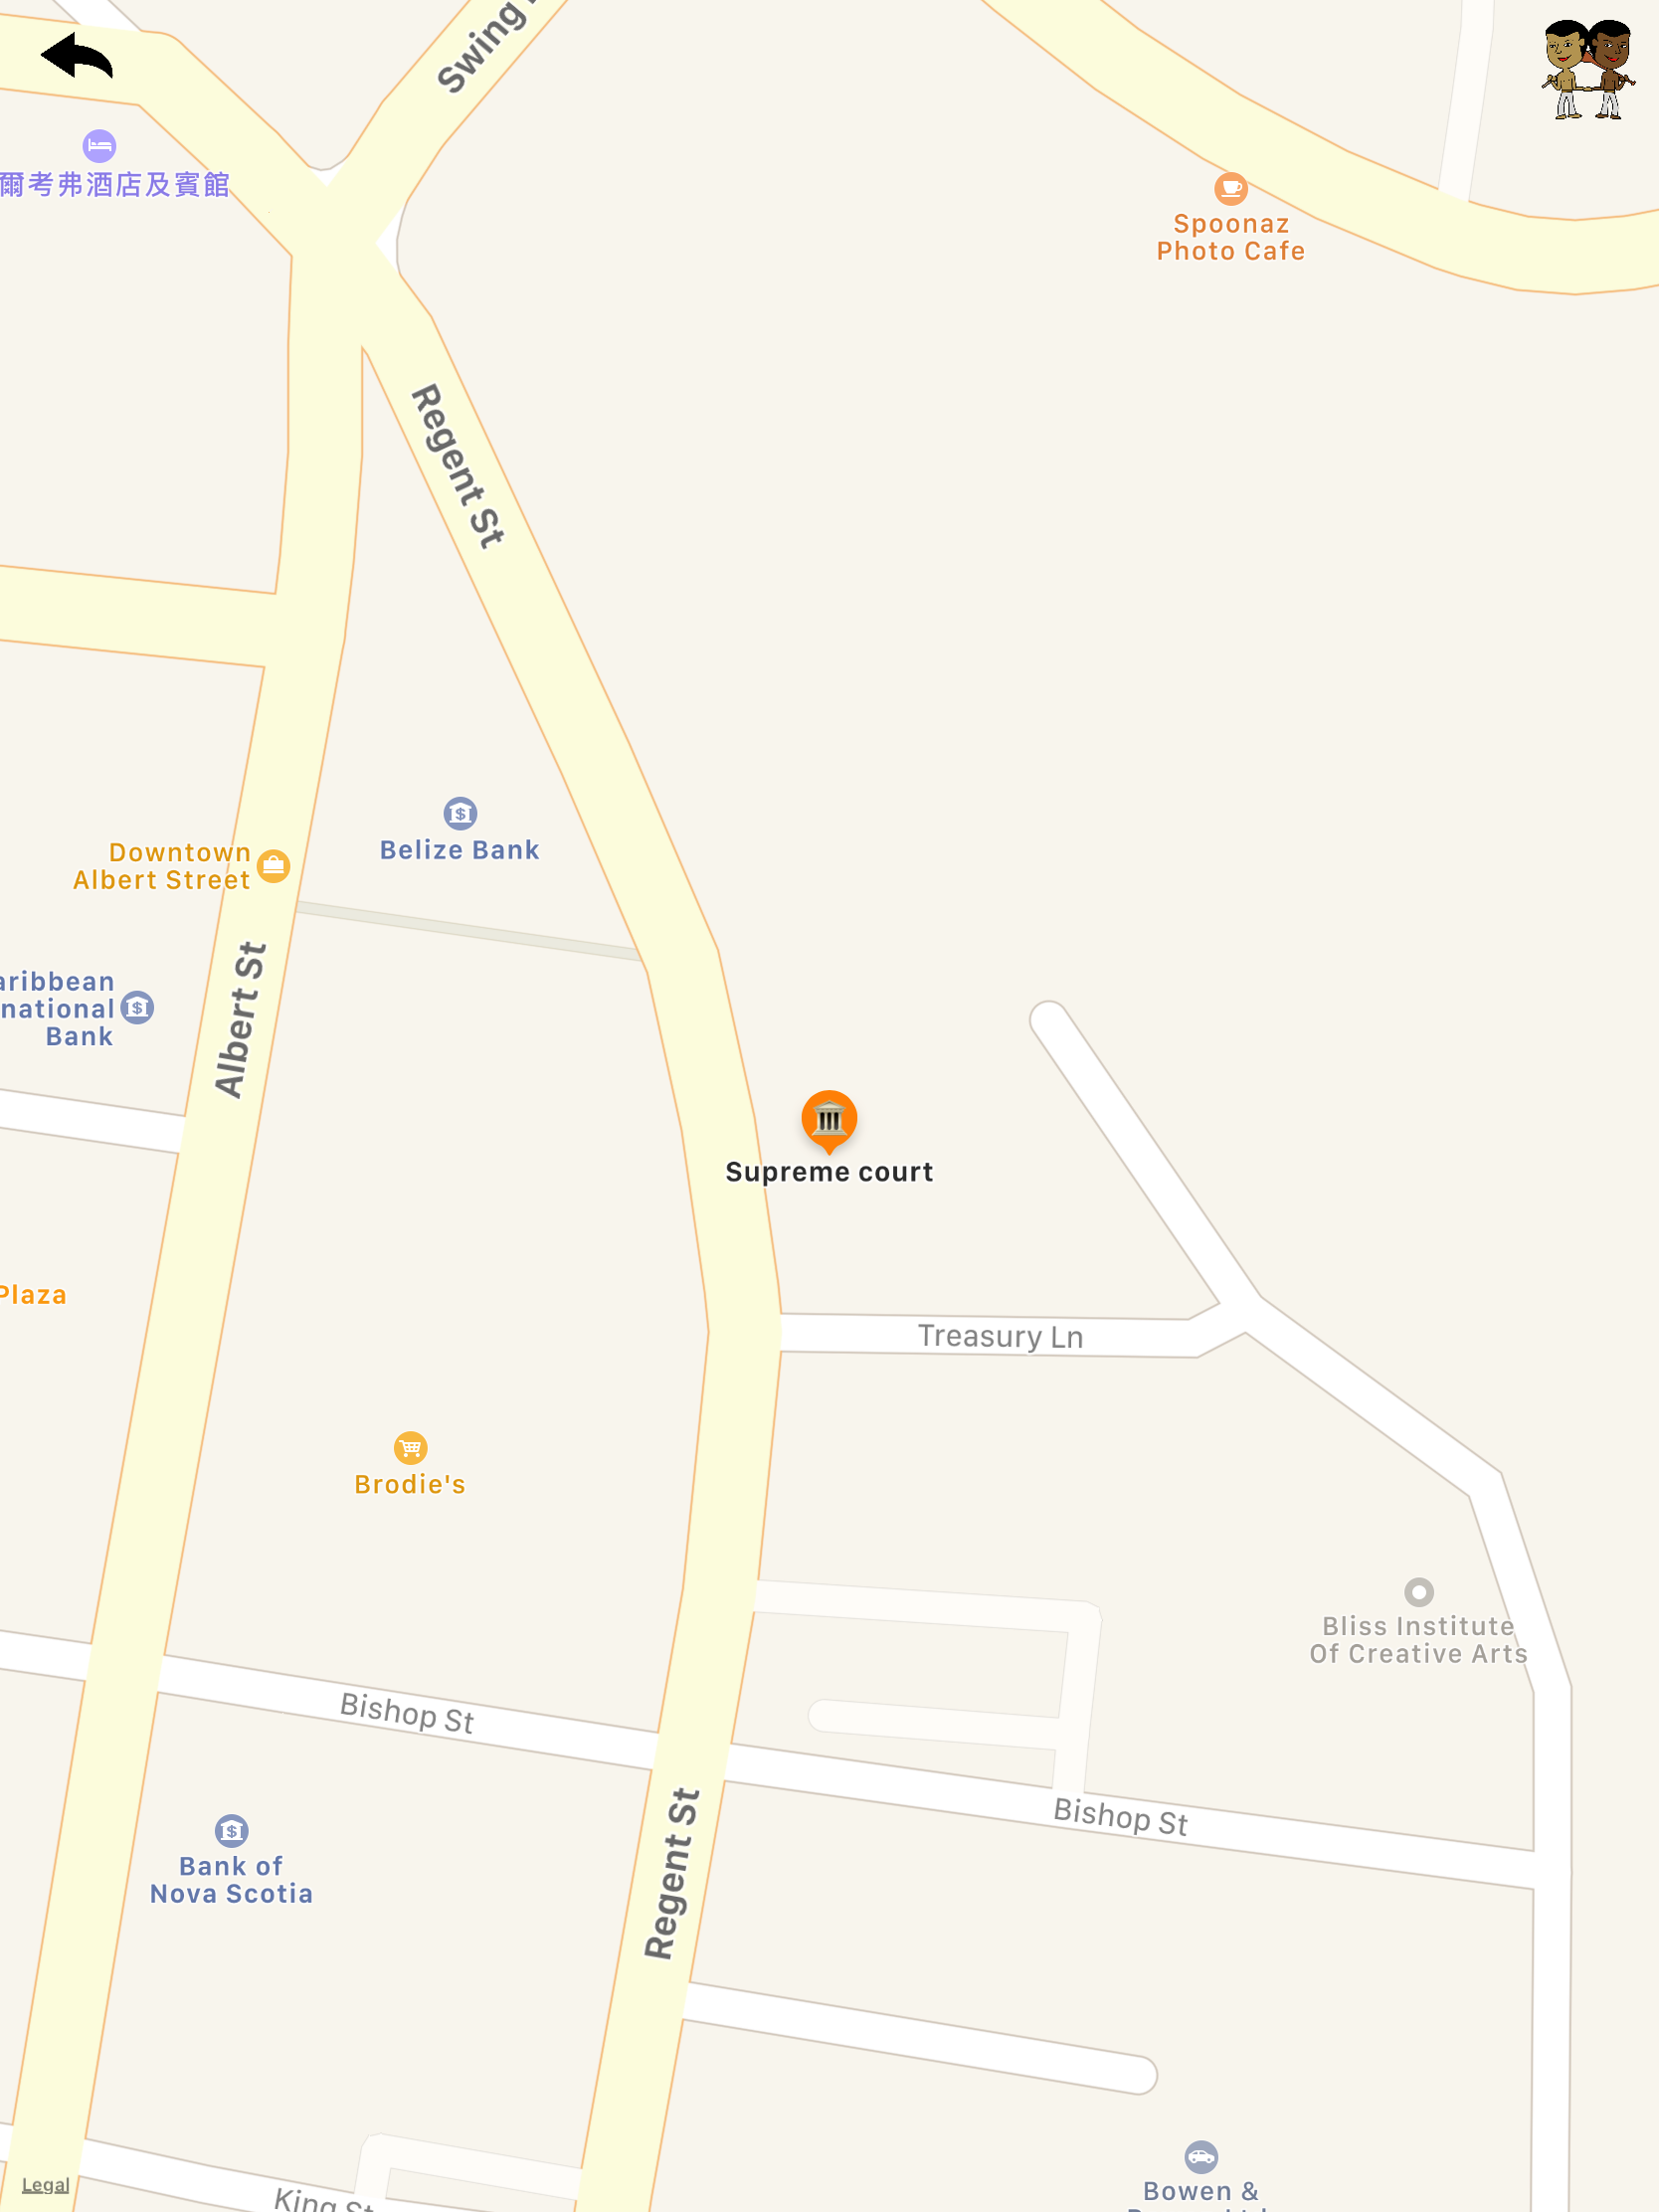 Swing
爾考弗酒店及賓館
Spoonaz
Photo Cafe
Regent St
Belize Bank
Downtown
Albert Street
Albert St
aribbean
national
Bank
Supreme court
Plaza
Treasury Ln
Brodie's
Bliss Institute
Of Creative Arts
Bishop St
Bishop St
Regent St
Bank of
Nova Scotia
Legal
King St
Bowen &